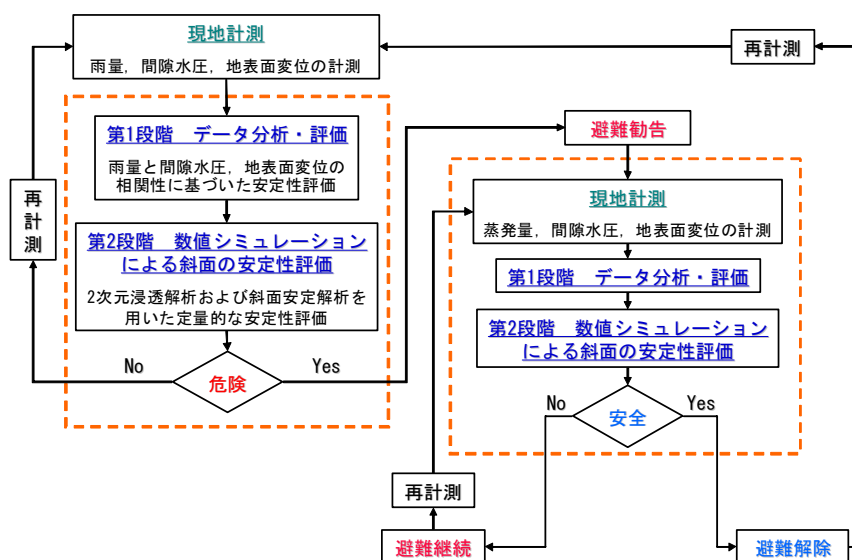 現地計測
雨量，間隙水圧，地表面変位の計測
再計測
第1段階　データ分析・評価
雨量と間隙水圧，地表面変位の
相関性に基づいた安定性評価
再計測
第2段階　数値シミュレーション
による斜面の安定性評価
2次元浸透解析および斜面安定解析を
用いた定量的な安定性評価
No
危険
Yes
避難勧告
現地計測
蒸発量，間隙水圧，地表面変位の計測
第1段階　データ分析・評価
第2段階　数値シミュレーション
による斜面の安定性評価
No
安全
Yes
再計測
避難継続
避難解除